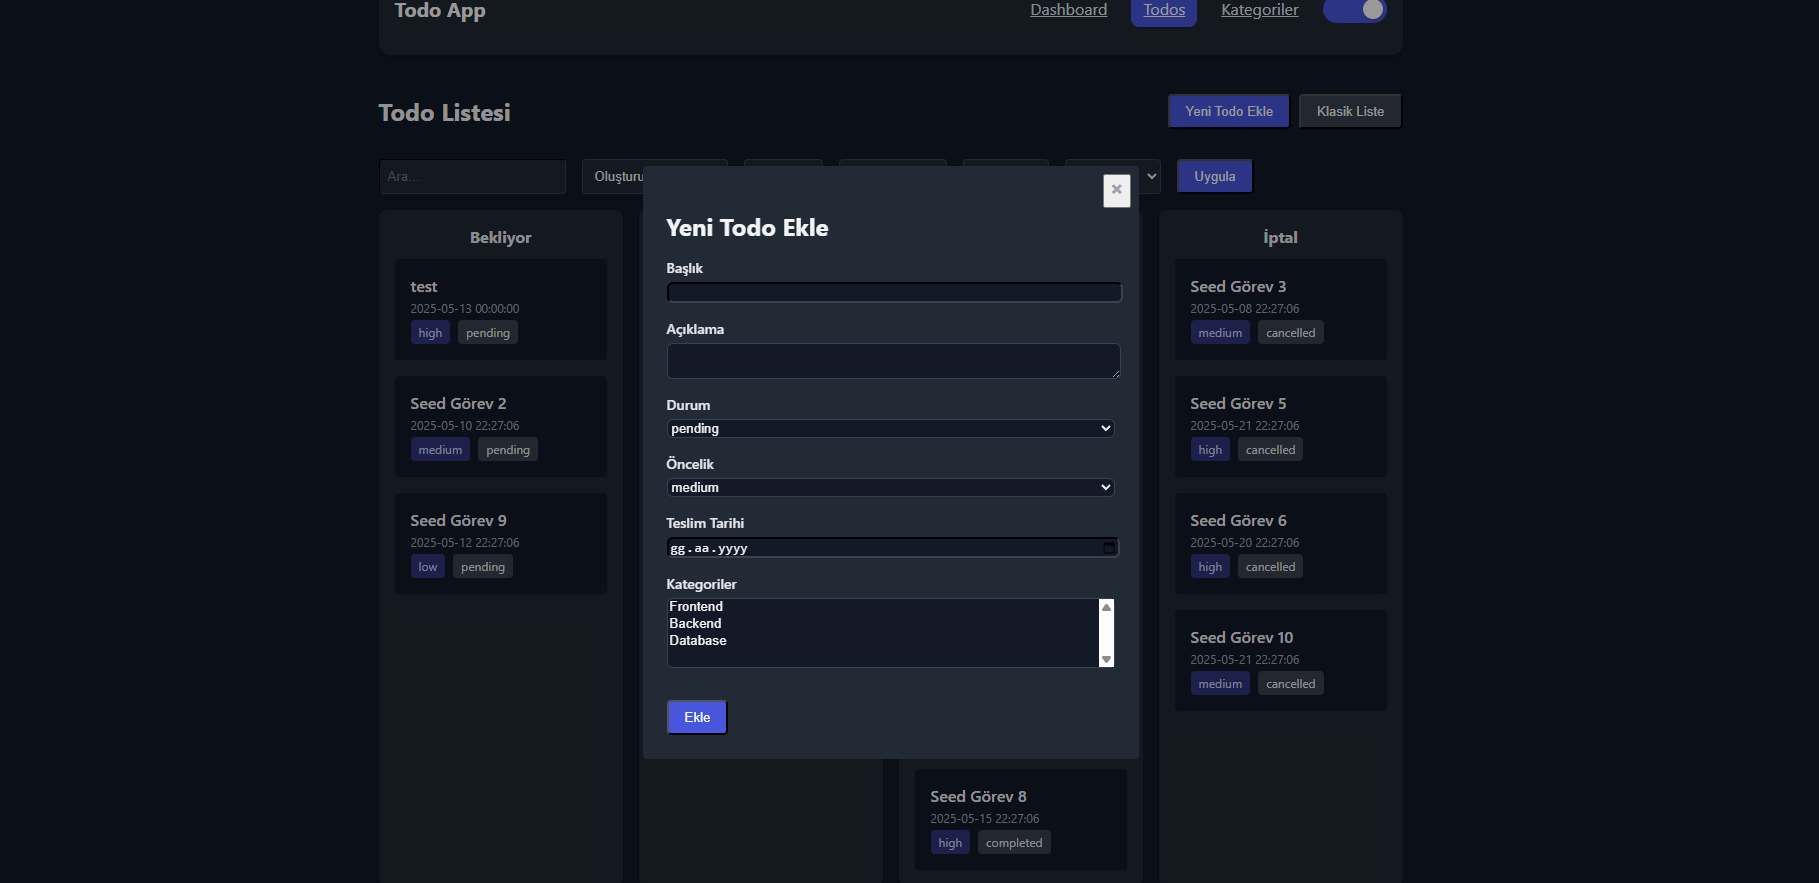 Todo App
Dashboard Todos Kategoriler
Todo Listesi
Yeni Todo Ekle Klasik Liste
Ara... Oluşturu Uygula
Bekliyor
test
2025-05-13 00:00:00
high pending
Seed Görev 2
2025-05-10 22:27:06
medium pending
Seed Görev 9
2025-05-12 22:27:06
low pending
×
Yeni Todo Ekle
Başlık
Açıklama
Durum
pending
Öncelik
medium
Teslim Tarihi
gg.aa.yyyy
Kategoriler
Frontend
Backend
Database
Ekle
Seed Görev 8
2025-05-15 22:27:06
high completed
İptal
Seed Görev 3
2025-05-08 22:27:06
medium cancelled
Seed Görev 5
2025-05-21 22:27:06
high cancelled
Seed Görev 6
2025-05-20 22:27:06
high cancelled
Seed Görev 10
2025-05-21 22:27:06
medium cancelled